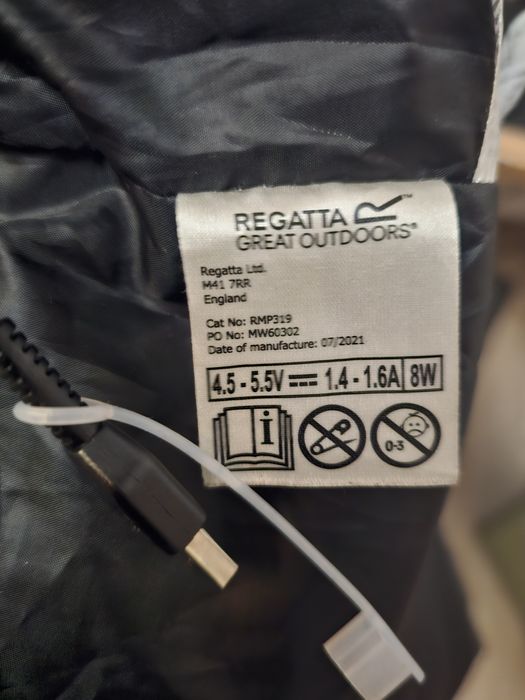 REGATTA
GREAT OUTDOORS®
Regatta Ltd.
M41 7RR
England
Cat No: RMP319
PO No: MW60302
Date of manufacture: 07/2021
4.5 - 5.5V ⎓ 1.4 - 1.6A 8W
i
0-3